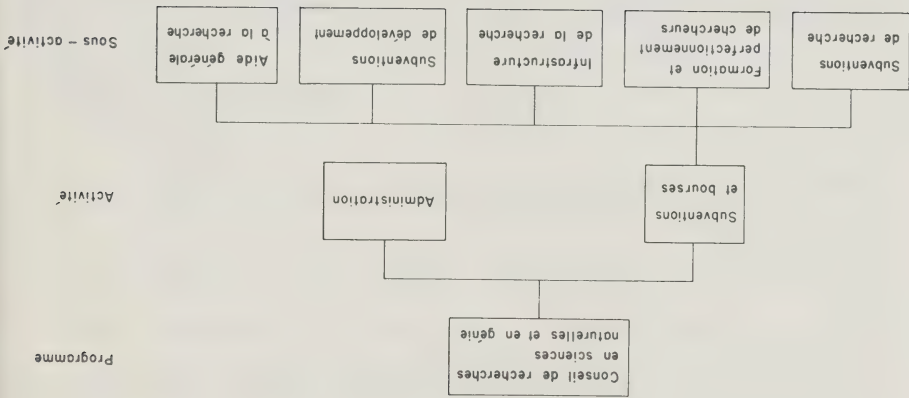 Programme
Conseil de recherches
en sciences
naturelles et en génie
Activité
Subventions
et bourses
Administration
Sous - activité
Subventions
de recherche
Formation et
perfectionnement
de chercheurs
Infrastructure
de la recherche
Subventions
de développement
Aide générale
à la recherche